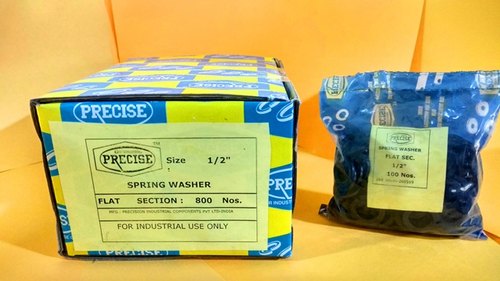 PRECISE
PRECISE
PRECISE Size 1/2"
SPRING WASHER
FLAT SECTION: 800 Nos.
MFG : PRECISION INDUSTRIAL COMPONENTS PVT LTD-INDIA
FOR INDUSTRIAL USE ONLY
PRECISE
SPRING WASHER
FLAT SEC.
1/2"
100 Nos.